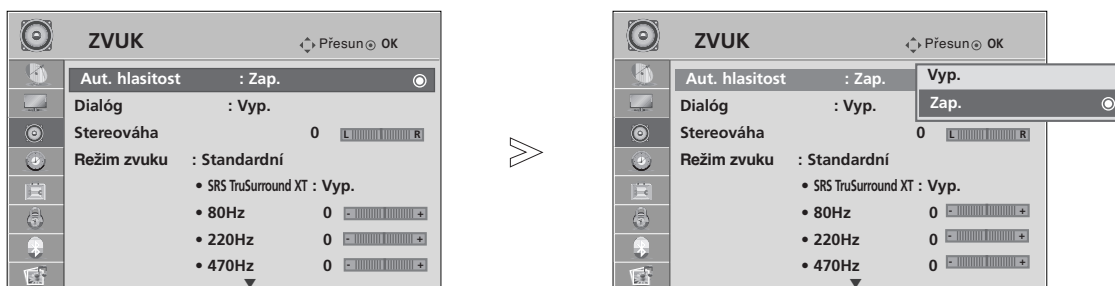 ZVUK Přesun OK
Aut. hlasitost : Zap.
Dialóg : Vyp.
Stereováha 0 L R
Režim zvuku : Standardní
• SRS TruSurround XT : Vyp.
• 80Hz 0 - +
• 220Hz 0 - +
• 470Hz 0 - +
>
ZVUK Přesun OK
Aut. hlasitost : Zap.
Vyp.
Zap.
Dialóg : Vyp.
Stereováha 0 L R
Režim zvuku : Standardní
• SRS TruSurround XT : Vyp.
• 80Hz 0 - +
• 220Hz 0 - +
• 470Hz 0 - +